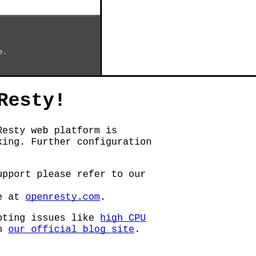 e.
Resty!
Resty web platform is
king. Further configuration
upport please refer to our
e at openresty.com.
oting issues like high CPU
n our official blog site.